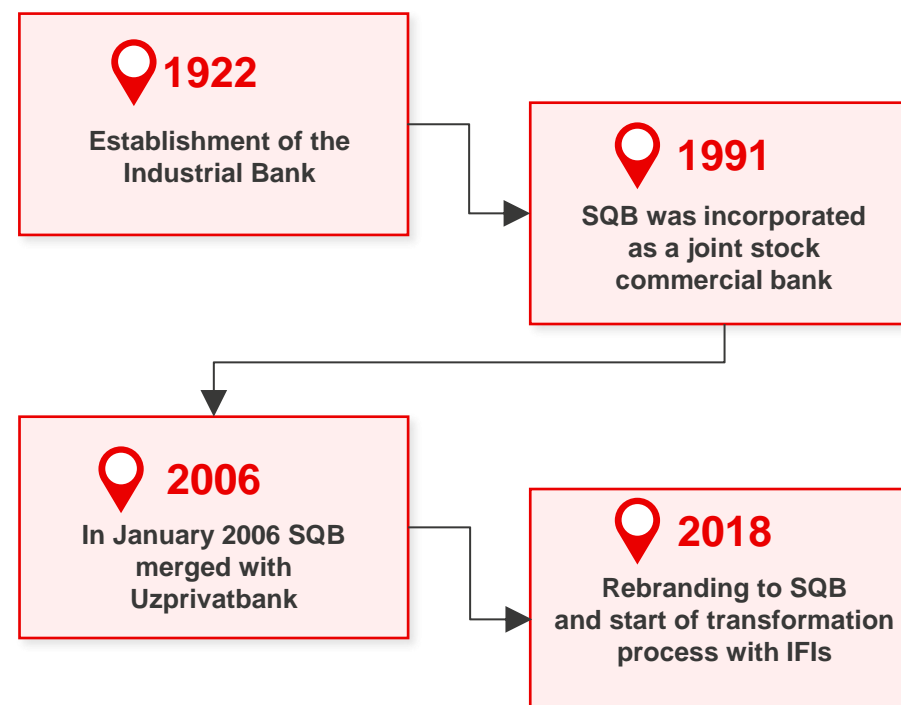 1922
Establishment of the
Industrial Bank
1991
SQB was incorporated
as a joint stock
commercial bank
2006
In January 2006 SQB
merged with
Uzprivatbank
2018
Rebranding to SQB
and start of transformation
process with IFIs